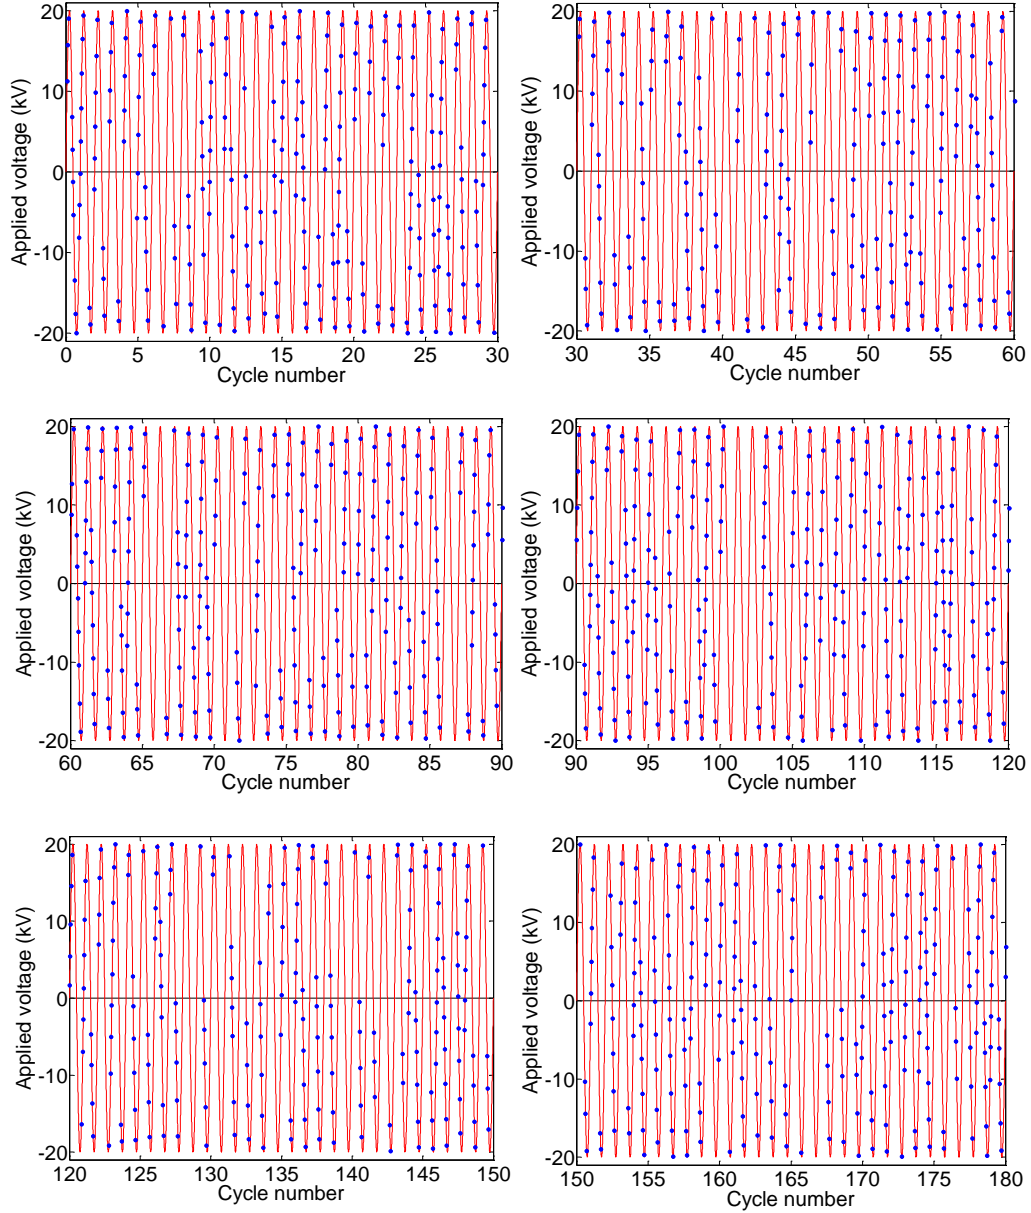 20
10
0
-10
-20
Applied voltage (kV)
0 5 10 15 20 25 30
Cycle number
20
10
0
-10
-20
Applied voltage (kV)
30 35 40 45 50 55 60
Cycle number
20
10
0
-10
-20
Applied voltage (kV)
60 65 70 75 80 85 90
Cycle number
20
10
0
-10
-20
Applied voltage (kV)
90 95 100 105 110 115 120
Cycle number
20
10
0
-10
-20
Applied voltage (kV)
120 125 130 135 140 145 150
Cycle number
20
10
0
-10
-20
Applied voltage (kV)
150 155 160 165 170 175 180
Cycle number